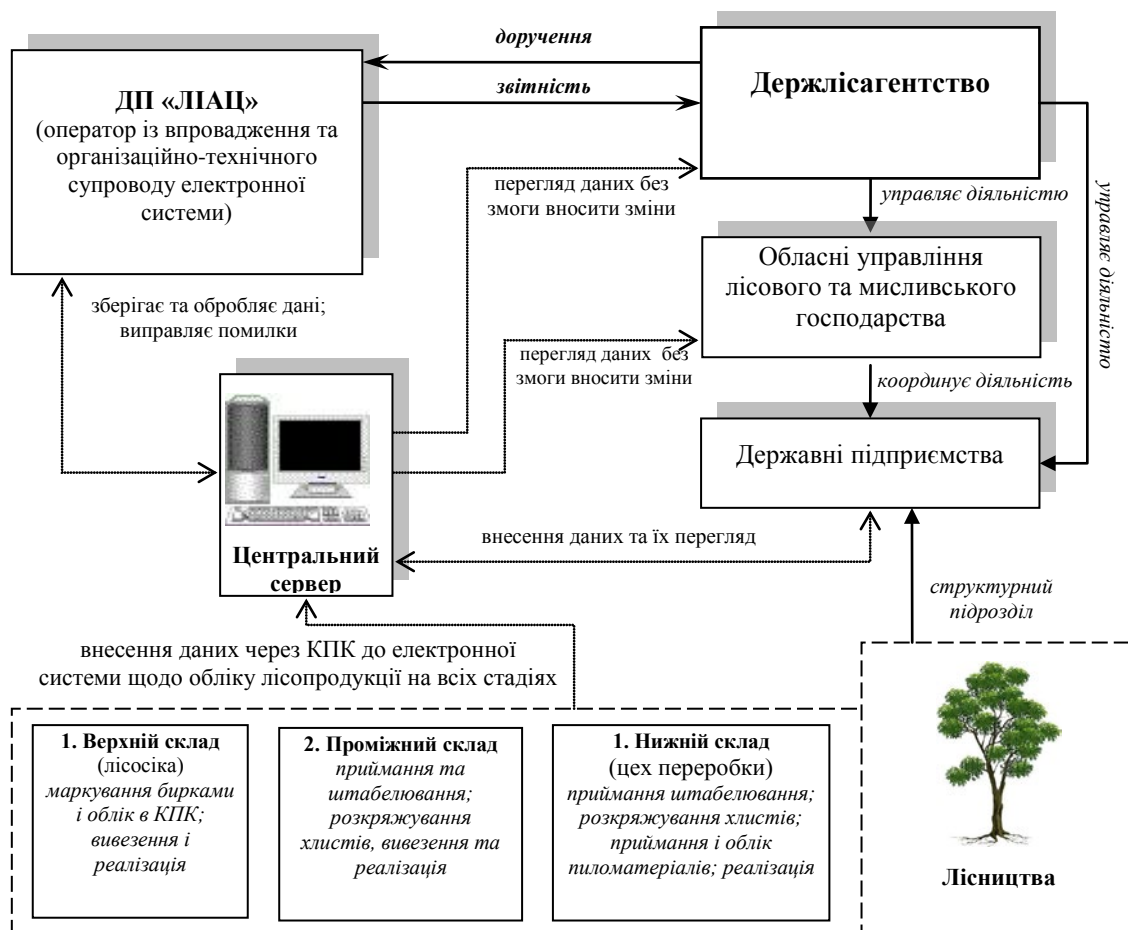 доручення
звітність
ДП «ЛІАЦ»
(оператор із впровадження та
організаційно-технічного
супроводу електронної
системи)
Держлісагентство
перегляд даних без
змоги вносити зміни
управляє діяльністю
управляє діяльністю
Обласні управління
лісового та мисливського
господарства
зберігає та обробляє дані;
виправляє помилки
перегляд даних без
змоги вносити зміни
координує діяльність
Державні підприємства
Центральний
сервер
внесення даних та їх перегляд
структурний
підрозділ
внесення даних через КПК до електронної
системи щодо обліку лісопродукції на всіх стадіях
1. Верхній склад
(лісосіка)
маркування бирками
і облік в КПК;
вивезення і
реалізація
2. Проміжний склад
приймання та
штабелювання;
розкряжування
хлистів, вивезення та
реалізація
1. Нижній склад
(цех переробки)
приймання штабелювання;
розкряжування хлистів;
приймання і облік
пиломатеріалів; реалізація
Лісництва